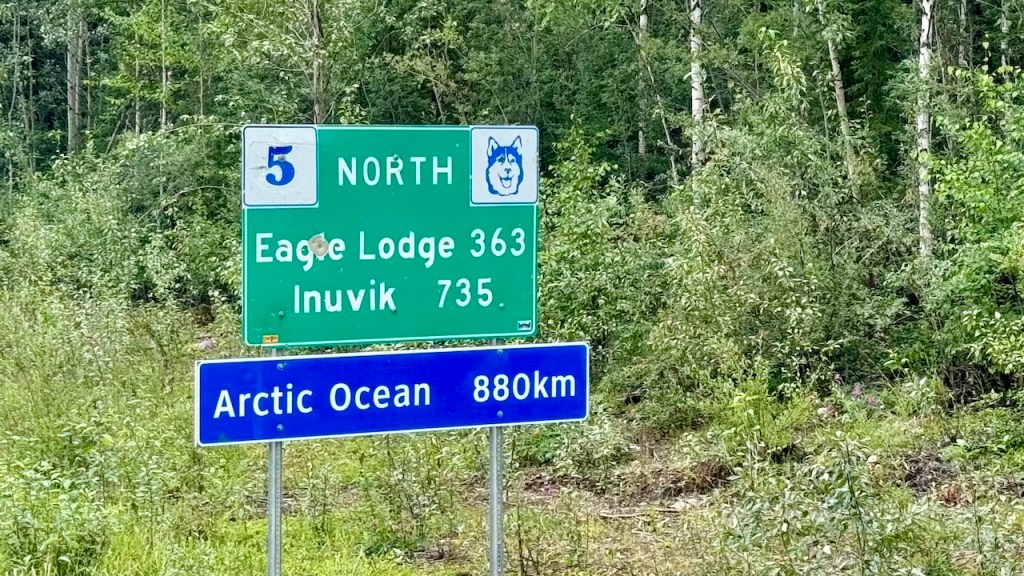 5 NORTH
Eagle Lodge 363
Inuvik 735
Arctic Ocean 880km